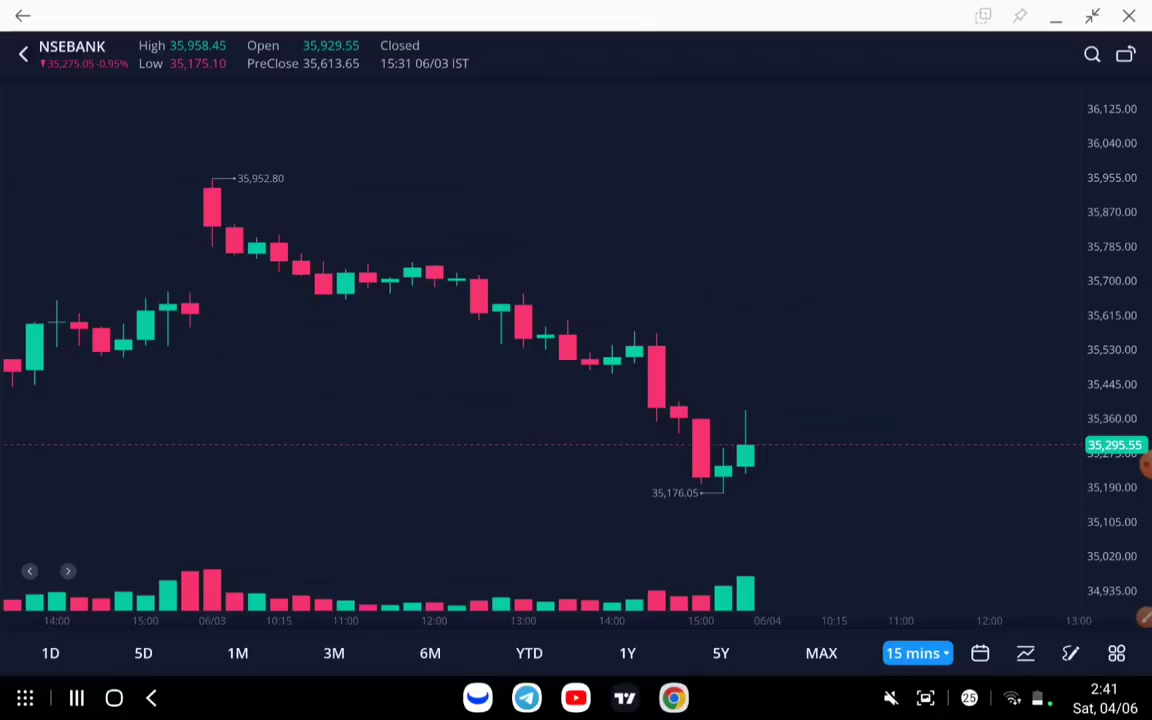 NSEBANK
▼35,275.05 -0.95%
High 35,958.45
Low 35,175.10
Open 35,929.55
PreClose 35,613.65
Closed
15:31 06/03 IST
36,125.00
36,040.00
35,955.00
35,870.00
35,785.00
35,700.00
35,615.00
35,530.00
35,445.00
35,360.00
35,295.55
35,275.00
35,190.00
35,105.00
35,020.00
34,935.00
35,952.80
35,176.05
14:00 15:00 06/03 10:15 11:00 12:00 13:00 14:00 15:00 06/04 10:15 11:00 12:00 13:00
1D 5D 1M 3M 6M YTD 1Y 5Y MAX 15 mins
25
2:41
Sat, 04/06